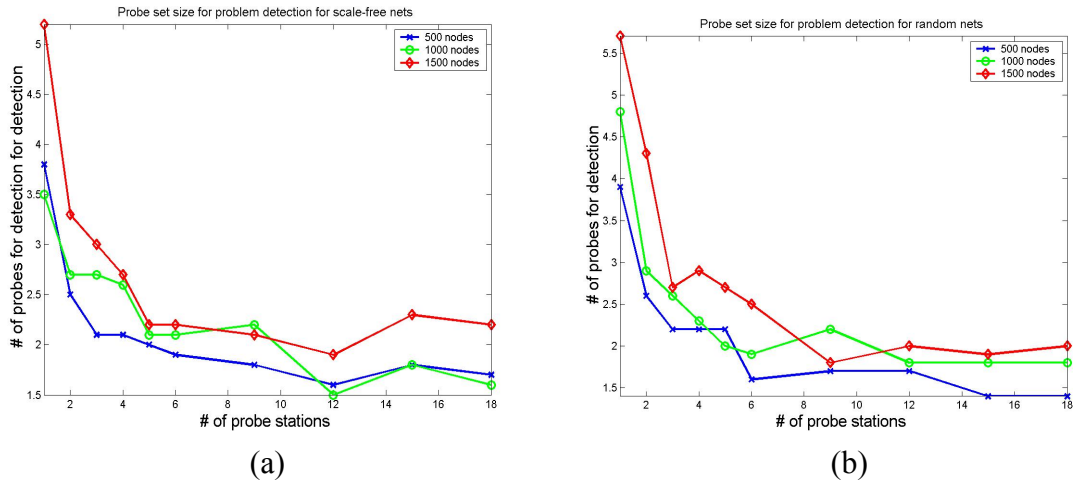 Probe set size for problem detection for scale-free nets
500 nodes
1000 nodes
1500 nodes
# of probes for detection for detection
5
4.5
4
3.5
3
2.5
2
1.5
2
4
6
8
10
12
14
16
18
# of probe stations
(a)
Probe set size for problem detection for random nets
500 nodes
1000 nodes
1500 nodes
# of probes for detection
5.5
5
4.5
4
3.5
3
2.5
2
1.5
2
4
6
8
10
12
14
16
18
# of probe stations
(b)